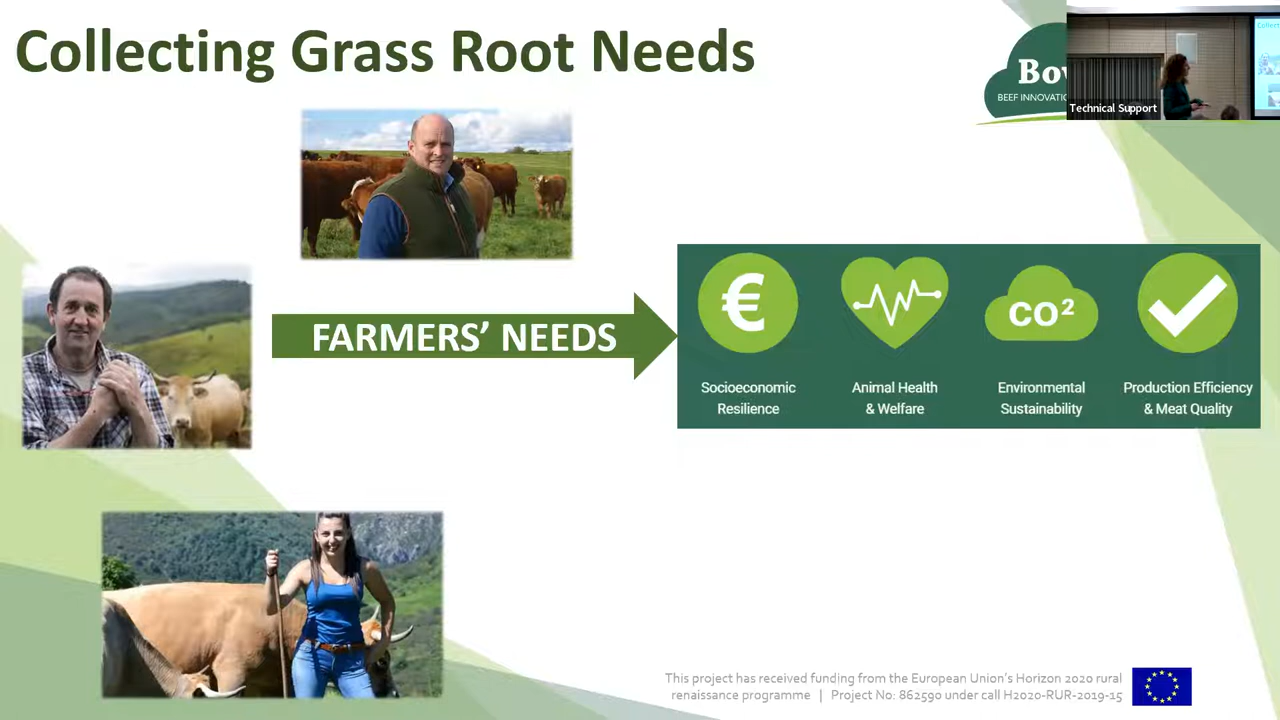 Collecting Grass Root Needs
BEEF INNOVATI
Technical Support
FARMERS’ NEEDS
€
CO²
Socioeconomic
Resilience
Animal Health
& Welfare
Environmental
Sustainability
Production Efficiency
& Meat Quality
This project has received funding from the European Union’s Horizon 2020 rural
renaissance programme | Project No: 862590 under call H2020-RUR-2019-15